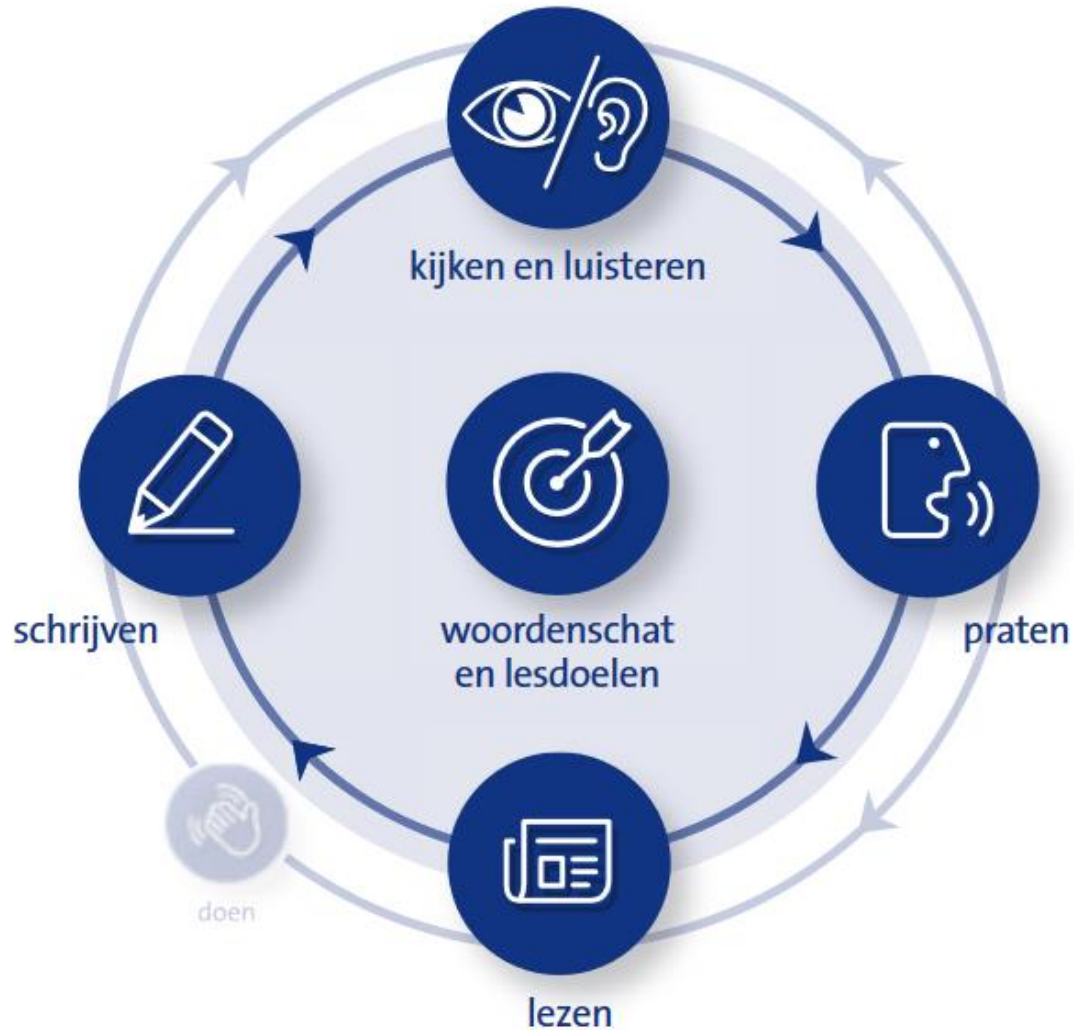 kijken en luisteren
schrijven
woordenschat
en lesdoelen
praten
doen
lezen